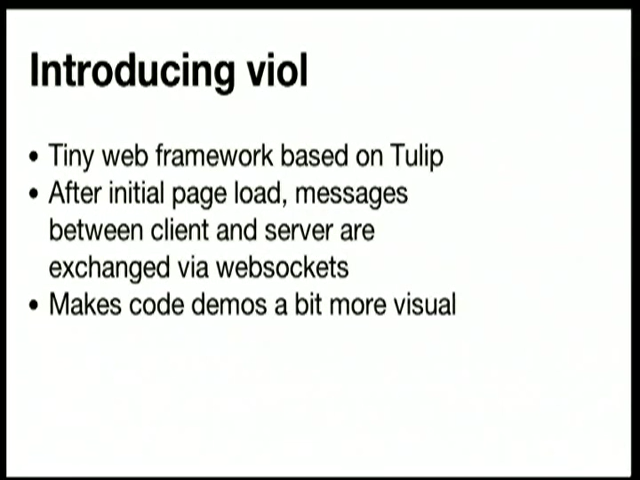 Introducing viol
• Tiny web framework based on Tulip
• After initial page load, messages
between client and server are
exchanged via websockets
• Makes code demos a bit more visual